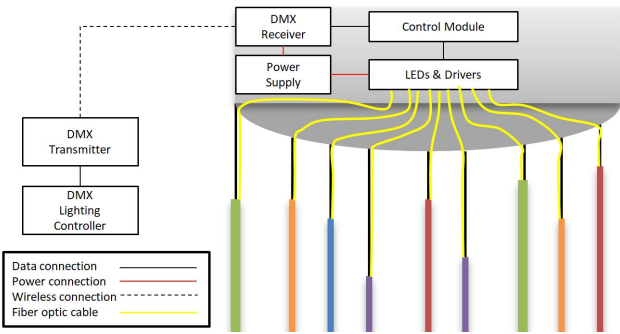 DMX
Receiver
Control Module
Power
Supply
LEDs & Drivers
DMX
Transmitter
DMX
Lighting
Controller
Data connection
Power connection
Wireless connection
Fiber optic cable